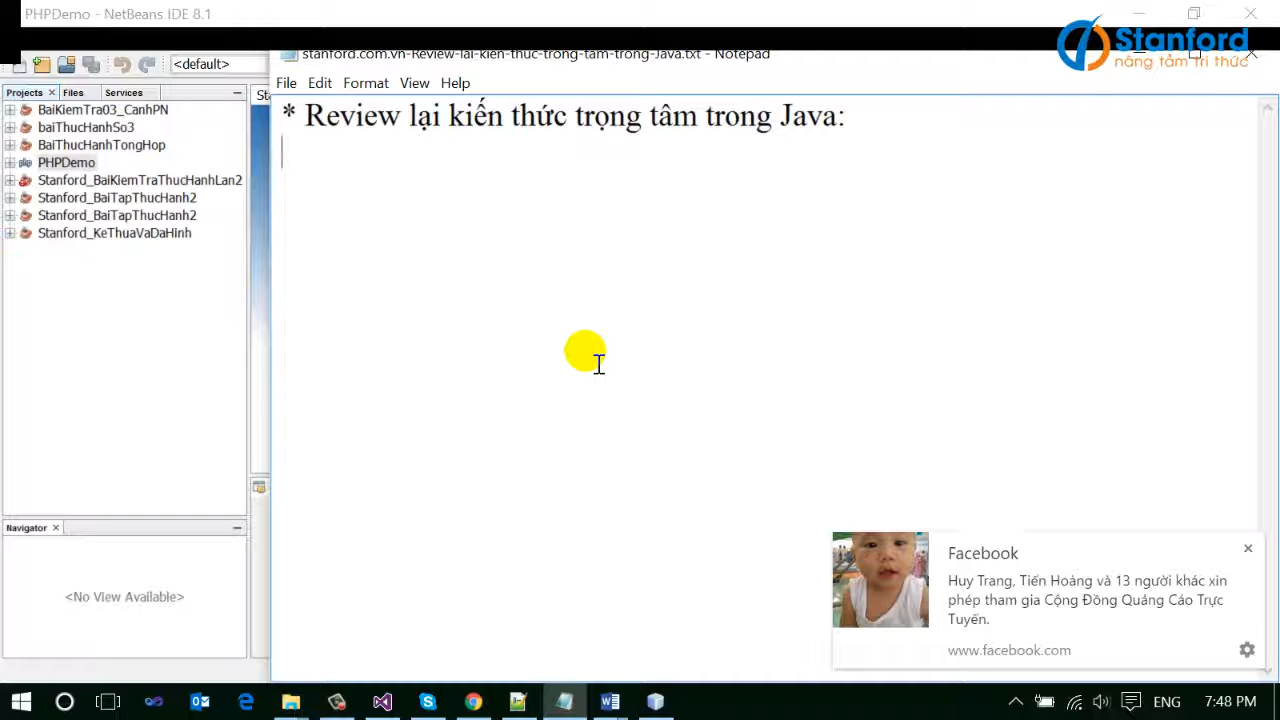 PHPDemo - NetBeans IDE 8.1
Stanford
nâng tầm tri thức
<default>
stanford.com.vn-Review-lai-kien-thuc-trong-tam-trong-Java.txt - Notepad
File Edit Format View Help
Projects Files Services
BaiKiemTra03_CanhPN
baiThucHanhSo3
BaiThucHanhTongHop
PHPDemo
Stanford_BaiKiemTraThucHanhLan2
Stanford_BaiTapThucHanh2
Stanford_BaiTapThucHanh2
Stanford_KeThuaVaDaHinh
* Review lại kiến thức trọng tâm trong Java:
Navigator
<No View Available>
Facebook
Huy Trang, Tiến Hoàng và 13 người khác xin
phép tham gia Cộng Đồng Quảng Cáo Trực
Tuyến.
www.facebook.com
ENG 7:48 PM